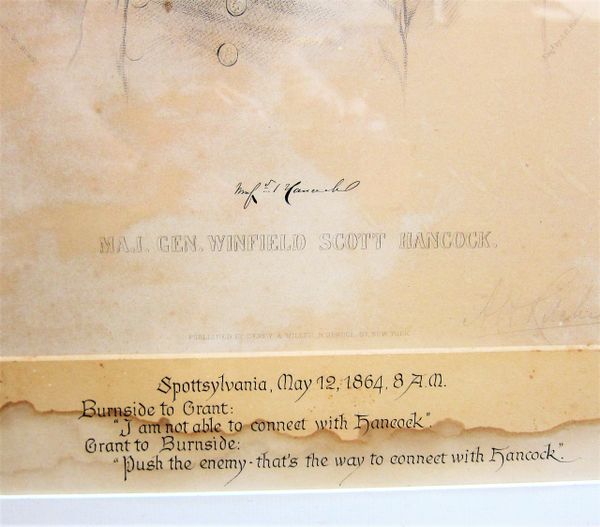 MAJ. GEN. WINFIELD SCOTT HANCOCK.
Spottsylvania, May 12, 1864, 8 A.M.
Burnside to Grant:
"I am not able to connect with Hancock".
Grant to Burnside:
"Push the enemy - that's the way to connect with Hancock".